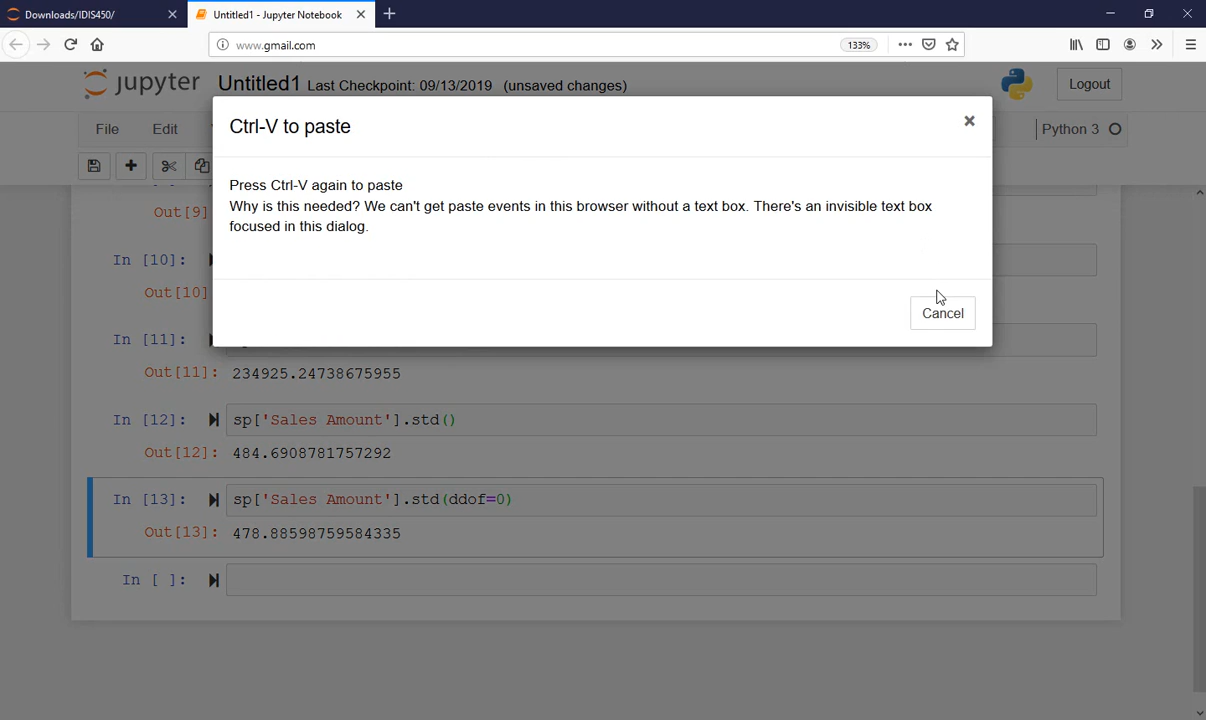 Downloads/IDIS450/
Untitled1 - Jupyter Notebook
www.gmail.com
133%
jupyter Untitled1 Last Checkpoint: 09/13/2019 (unsaved changes)
Logout
File Edit
Python 3
Ctrl-V to paste
Press Ctrl-V again to paste
Why is this needed? We can't get paste events in this browser without a text box. There's an invisible text box
focused in this dialog.
Cancel
Out[9]
In [10]:
Out[10]
In [11]:
Out[11]: 234925.24738675955
In [12]: sp['Sales Amount'].std()
Out[12]: 484.6908781757292
In [13]: sp['Sales Amount'].std(ddof=0)
Out[13]: 478.88598759584335
In [ ]: